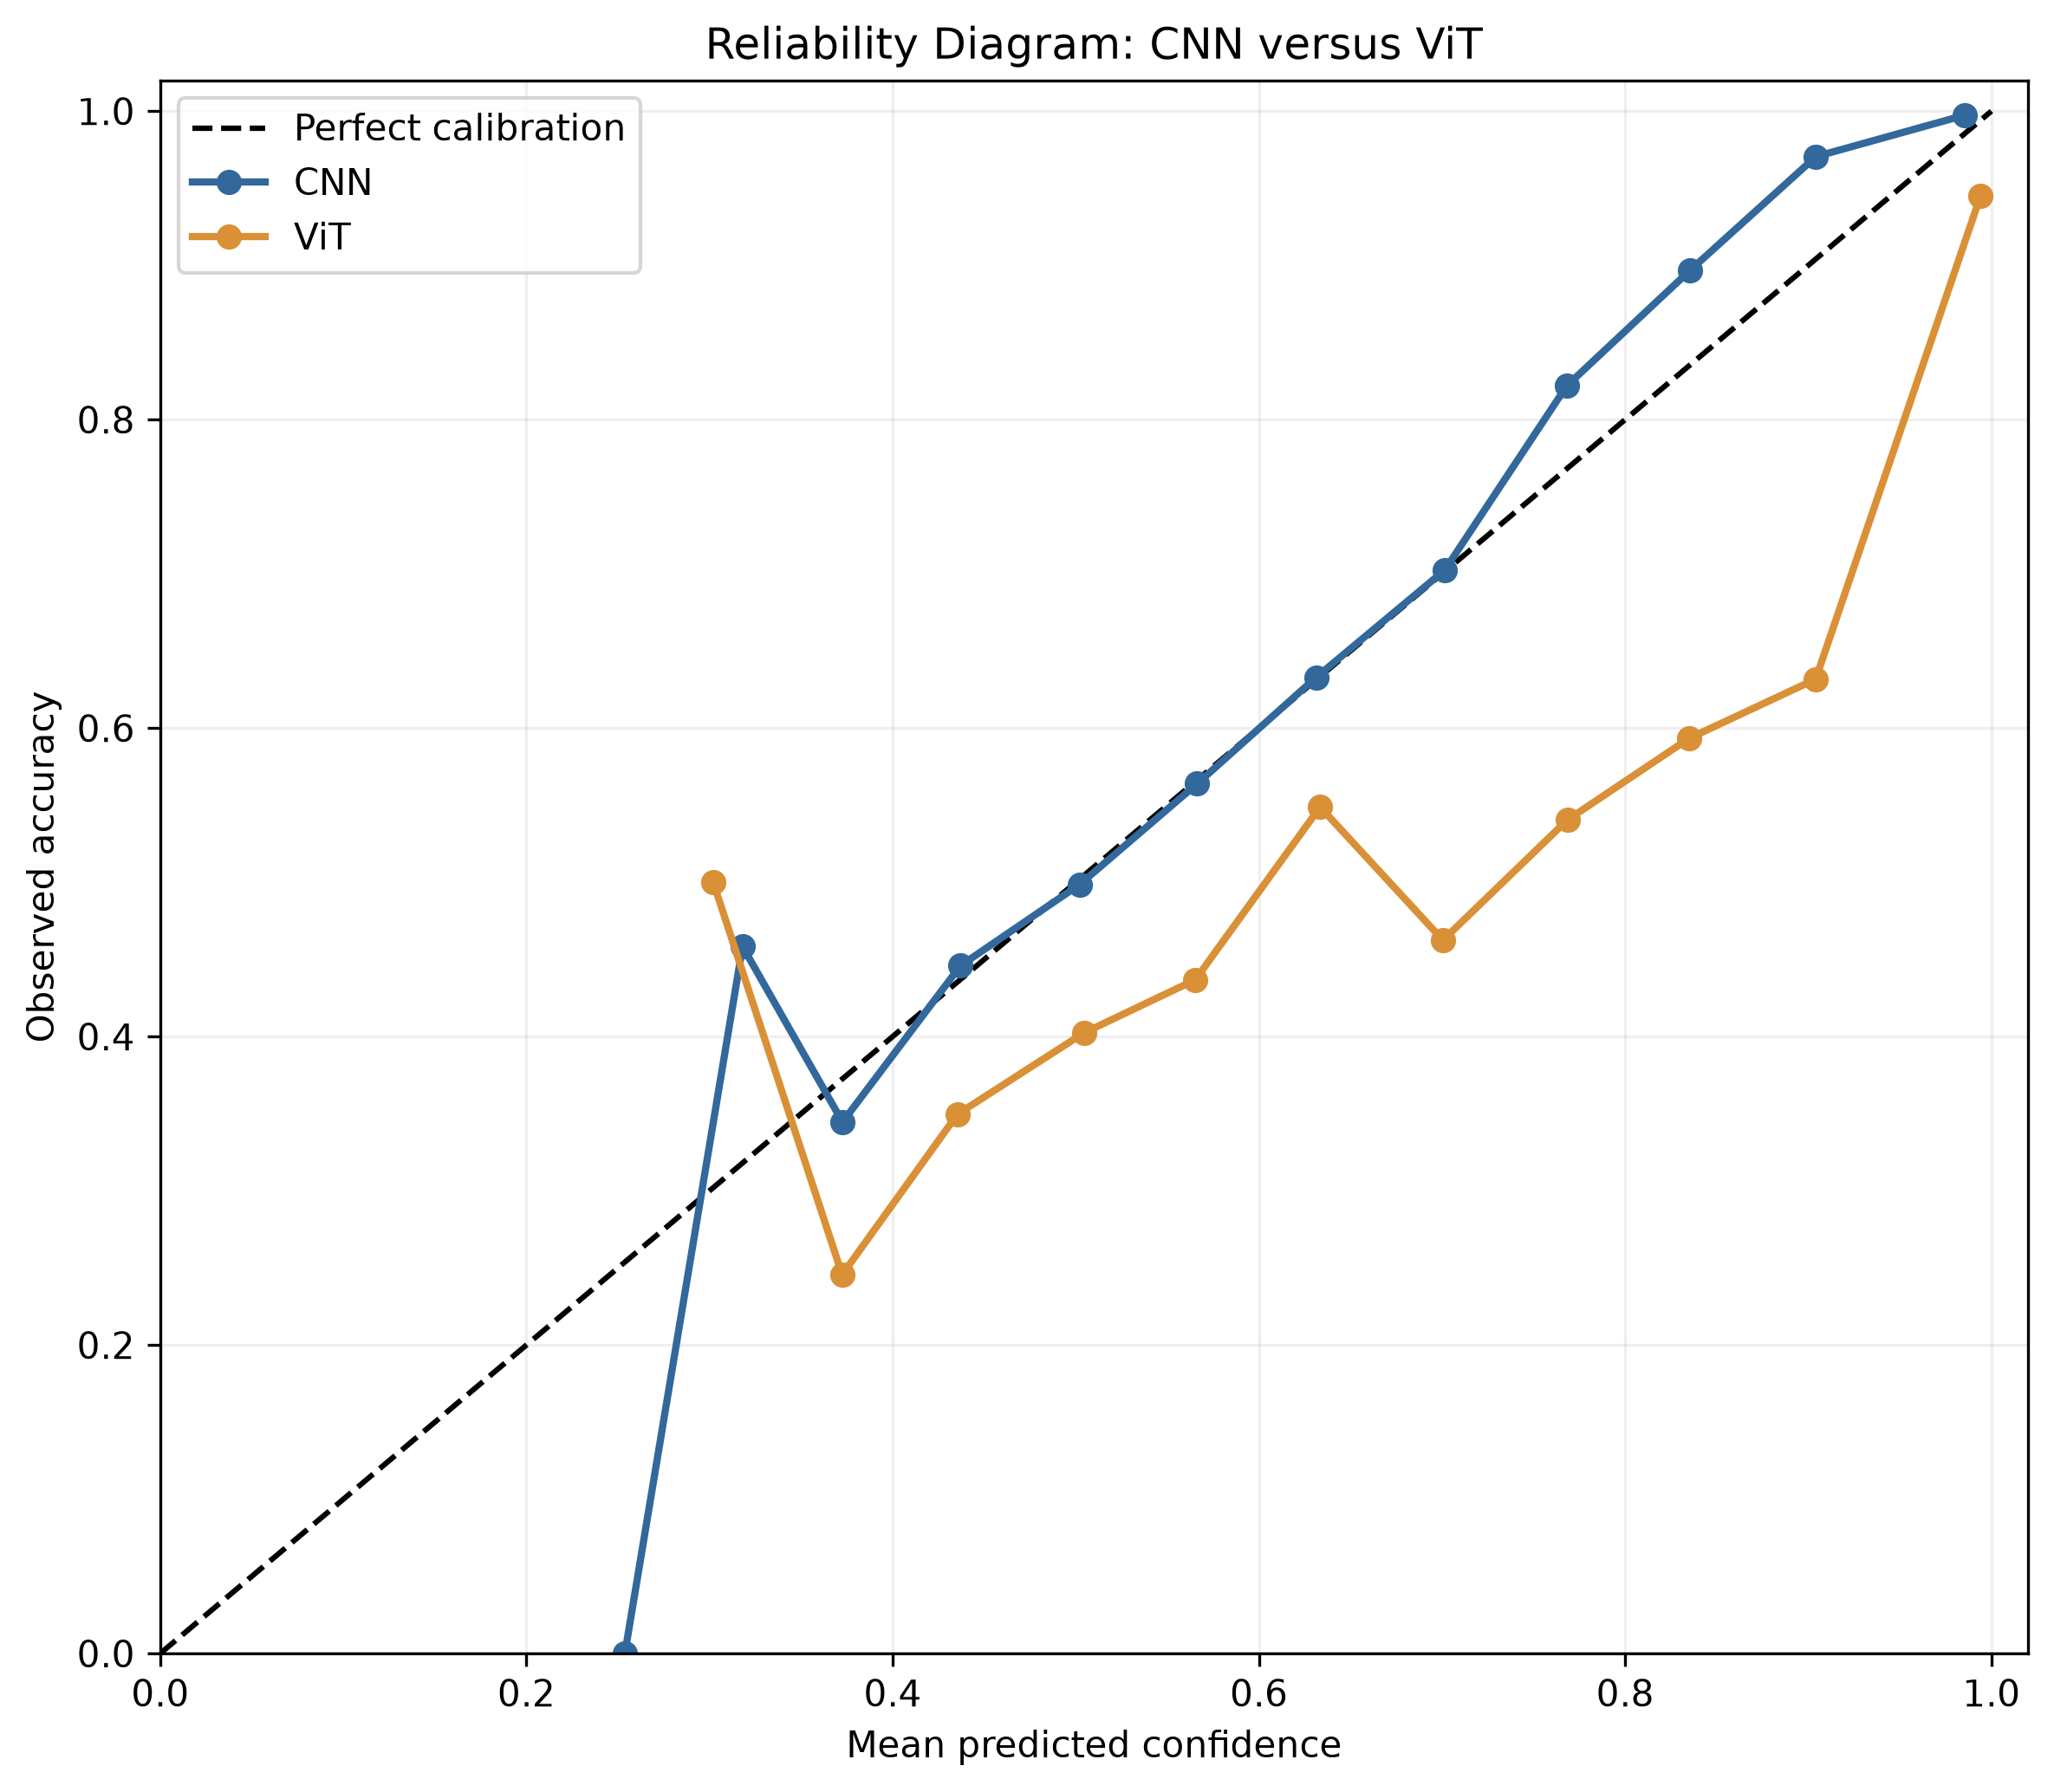 Reliability Diagram: CNN versus ViT
Perfect calibration
CNN
ViT
Observed accuracy
1.0
0.8
0.6
0.4
0.2
0.0
0.0 0.2 0.4 0.6 0.8 1.0
Mean predicted confidence